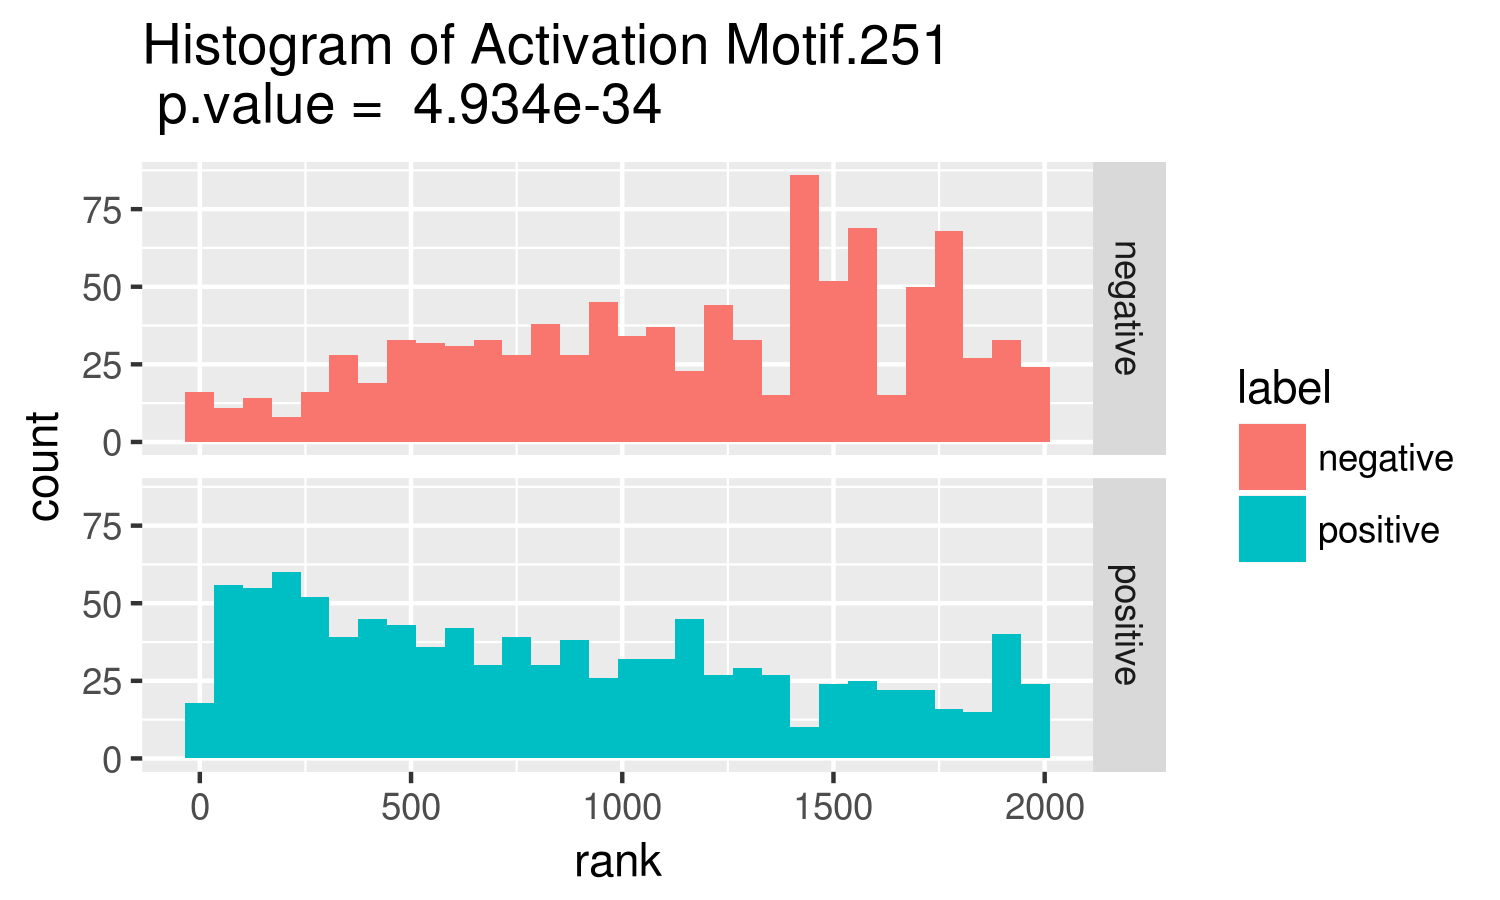 Histogram of Activation Motif.251
p.value =  4.934e-34
count
75
50
25
0
negative
75
50
25
0
positive
0 500 1000 1500 2000
rank
label
negative
positive